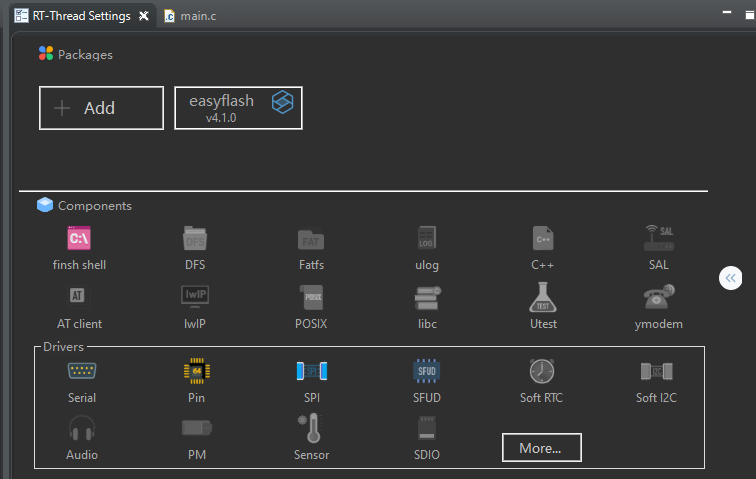 RT-Thread Settings
main.c
Packages
Add
easyflash
v4.1.0
Components
C:\
DFS
FAT
LOG
C++
SAL
finsh shell
DFS
Fatfs
ulog
C++
SAL
AT
lwIP
POSIX
TEST
AT client
lwIP
POSIX
libc
Utest
ymodem
Drivers
64
SPI
SFUD
I2C
Serial
Pin
SPI
SFUD
Soft RTC
Soft I2C
Audio
PM
Sensor
SDIO
More...